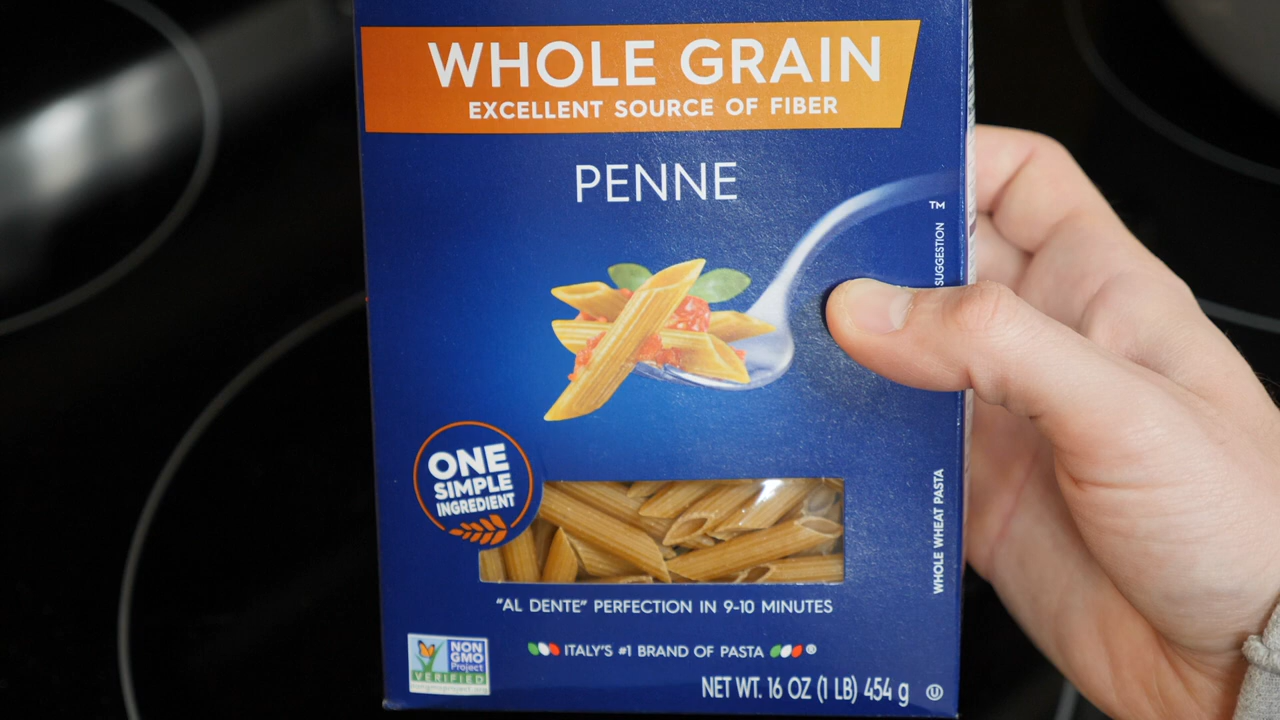 WHOLE GRAIN
EXCELLENT SOURCE OF FIBER
PENNE
TM
SUGGESTION
ONE
SIMPLE
INGREDIENT
WHOLE WHEAT PASTA
"AL DENTE" PERFECTION IN 9-10 MINUTES
NON
GMO
Project
VERIFIED
nongmoproject.org
ITALY'S #1 BRAND OF PASTA ®
NET WT. 16 OZ (1 LB) 454 g
U